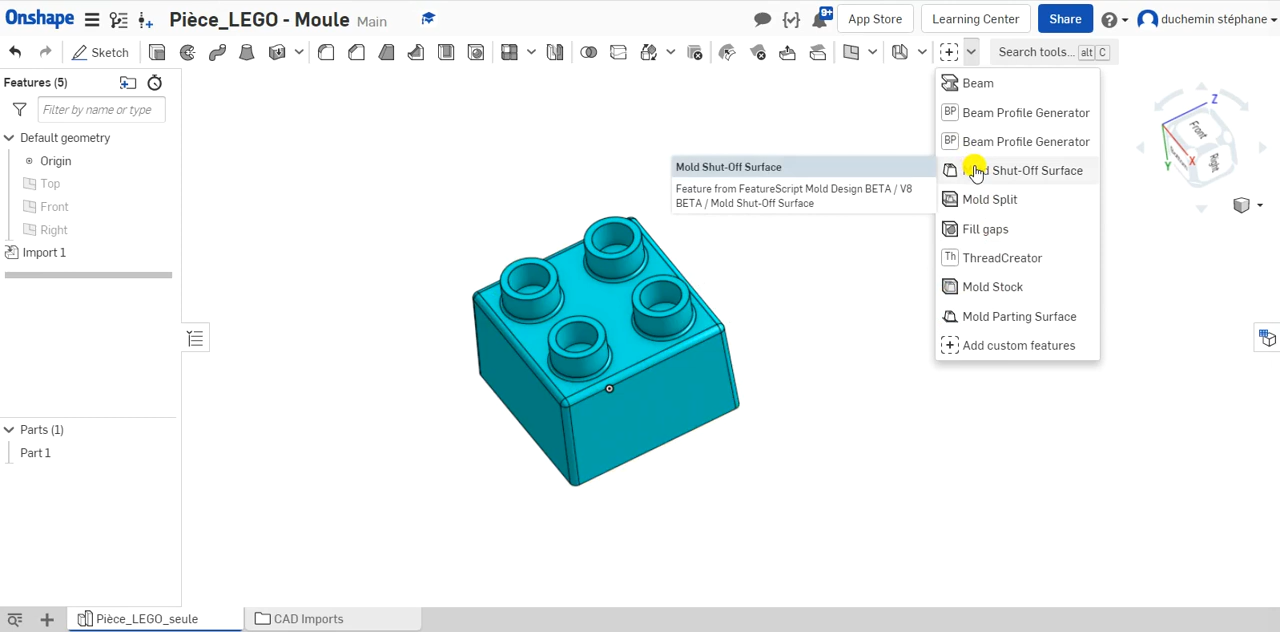 Onshape
Pièce_LEGO - Moule Main
9+
App Store
Learning Center
Share
duchemin stéphane
Sketch
Search tools... alt C
Features (5)
Filter by name or type
Default geometry
Origin
Top
Front
Right
Import 1
Parts (1)
Part 1
Beam
BP Beam Profile Generator
BP Beam Profile Generator
Shut-Off Surface
Mold Split
Fill gaps
Th ThreadCreator
Mold Stock
Mold Parting Surface
Add custom features
Mold Shut-Off Surface
Feature from FeatureScript Mold Design BETA / V8
BETA / Mold Shut-Off Surface
Z
Front
Right
X
Y
Pièce_LEGO_seule
CAD Imports